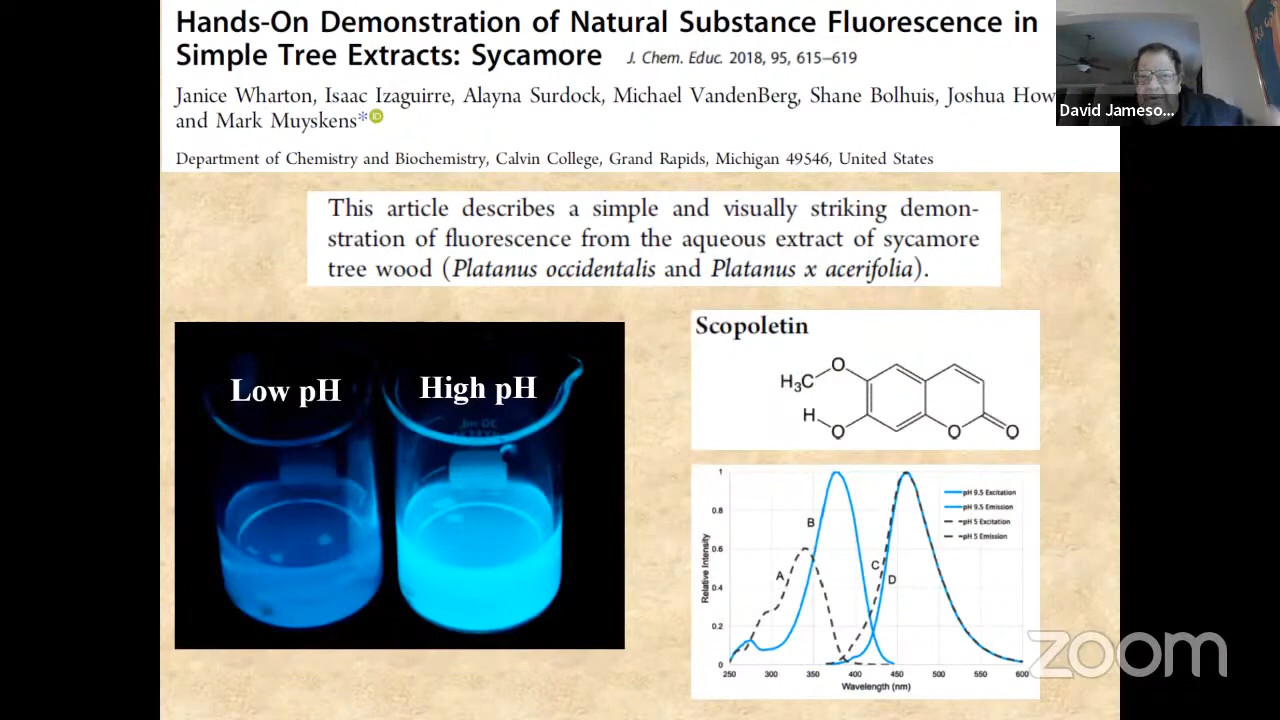 Hands-On Demonstration of Natural Substance Fluorescence in
Simple Tree Extracts: Sycamore J. Chem. Educ. 2018, 95, 615−619
Janice Wharton, Isaac Izaguirre, Alayna Surdock, Michael VandenBerg, Shane Bolhuis, Joshua How
and Mark Muyskens*
Department of Chemistry and Biochemistry, Calvin College, Grand Rapids, Michigan 49546, United States
David Jameso...
This article describes a simple and visually striking demon-
stration of fluorescence from the aqueous extract of sycamore
tree wood (Platanus occidentalis and Platanus x acerifolia).
Low pH
High pH
Scopoletin
H₃C O
H
O O O
1
0.8
0.6
0.4
0.2
0
Relative Intensity
A
B
C
D
pH 9.5 Excitation
pH 9.5 Emission
pH 5 Excitation
pH 5 Emission
250 300 350 400 450 500 550 600
Wavelength (nm)
zoom